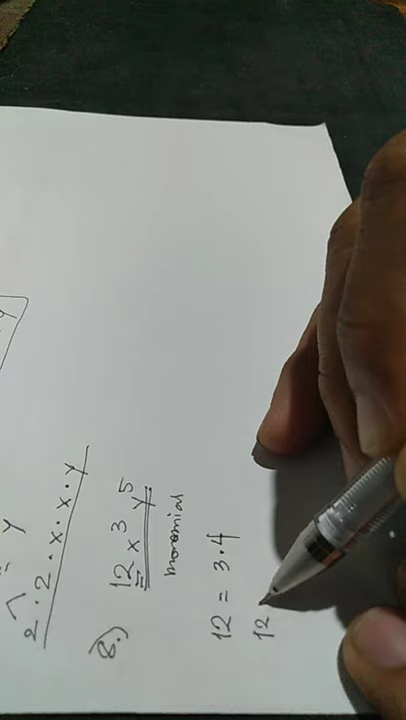 y
2 · 2 · x · x · y
8.) 12x³y⁵
monomial
12 = 3·4
12